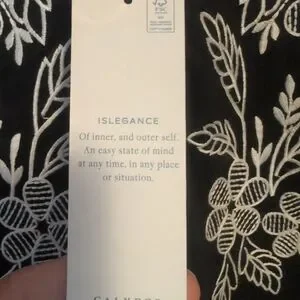 FSC
ISLEGANCE
Of inner, and outer self.
An easy state of mind
at any time, in any place
or situation.